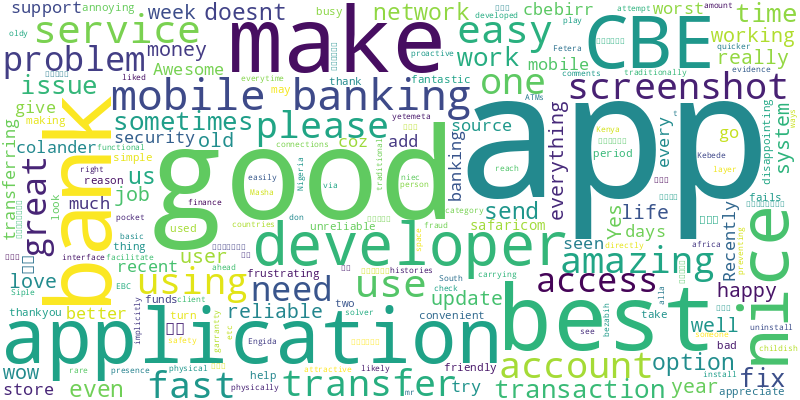 support
annoying
week
doesnt
busy
developed
network
cbebirr
play
worst
attempt
amount
time
oldy
proactive
service
make
easy
CBE
quicker
Fetera
comments
traditionally
working
problem
money
Awesome
everytime
liked
may
thank
fantastic
work
mobile
really
evidence
issue
mobile banking
one
screenshot
ATMs
give
making
bank
app
good
sometimes
please
yetemeta
source
everything
go
system
disappointing
functional
simple
security
old
coz
add
banking
every
period
Kenya
Kebede
transferring
colander
great
right
reason
us
job
connections
traditional
send
Yes
life
layer
fails
much
look
easily
Masha
Nigeria
via
niec
person
reach
safaricom
days
Recently
nice
pocket
used
finance
countries
don
developer
category
seen
africa
basic
thing
recent
user
unreliable
fraud
space
amazing
directly
preventing
interface
facilitate
using
love
EBC
ahead
frustrating
histories
need
use
access
happy
Siple
implicitly
funds
client
two
South
check
update
carrying
alla
bezabih
take
well
someone
thankyou
better
turn
etc
garrantty
reliable
solver
convenient
best
see
bad
uninstall
application
wow
safety
account
option
fix
childish
store
rare
presence
physical
Engida
help
attractive
likely
friendly
try
install
year
even
fast
physically
transfer
mr
transaction
appreciate